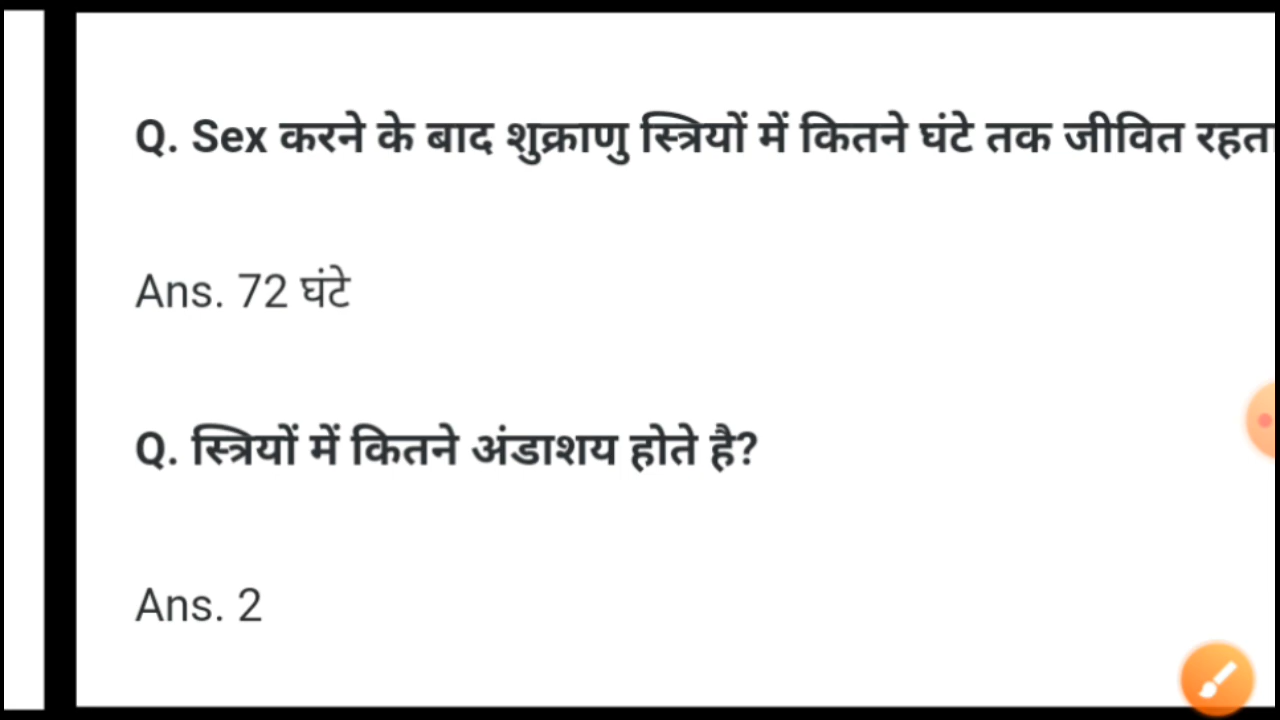 Q. Sex करने के बाद शुक्राणु स्त्रियों में कितने घंटे तक जीवित रहता
Ans. 72 घंटे
Q. स्त्रियों में कितने अंडाशय होते है?
Ans. 2